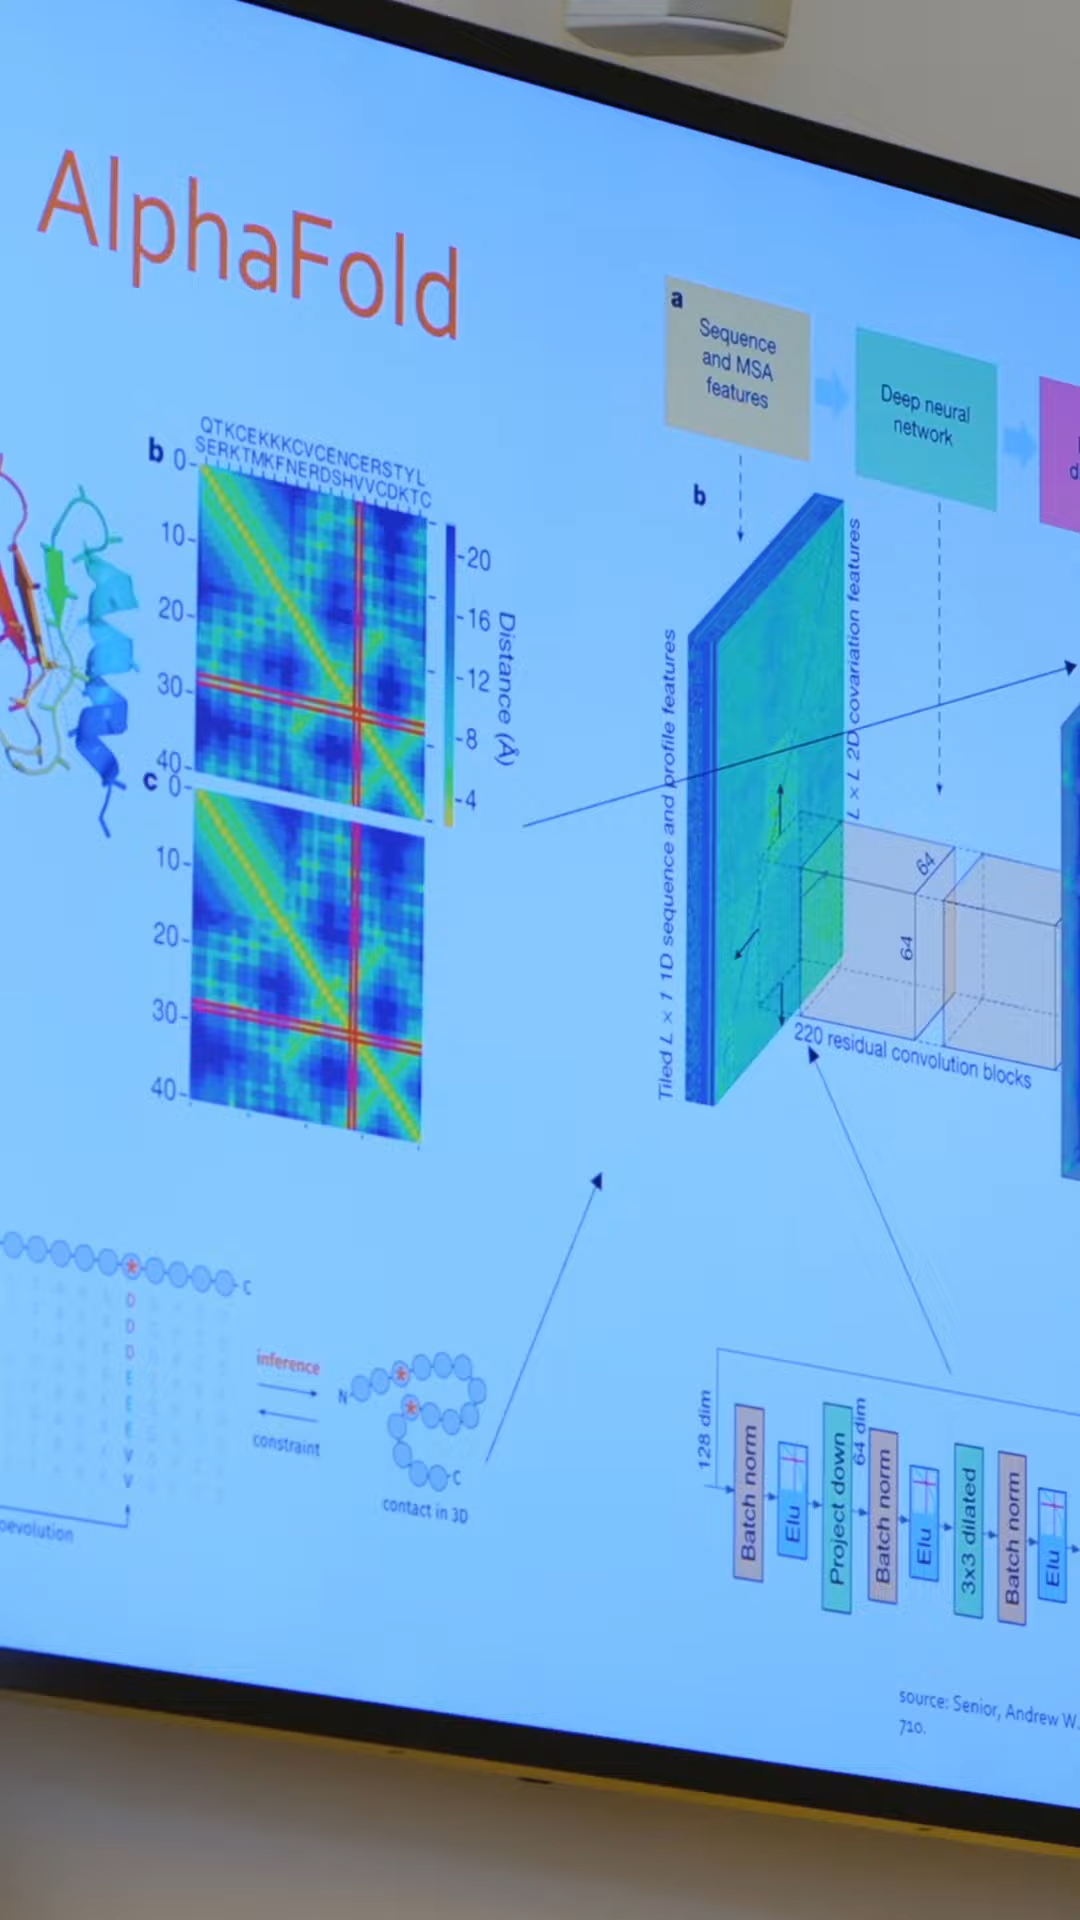 AlphaFold
a
Sequence
and MSA
features
Deep neural
network
b
QTKCEKKKCVCENCERSTYL
SERKTMKFNERDSHVVCDKTC
0
10
20
30
40
20
16
12
8
4
Distance (Å)
c
0
10
20
30
40
b
Tiled L × 1 1D sequence and profile features
L × L 2D covariation features
64
64
220 residual convolution blocks
C
D
D
D
E
E
E
V
V
inference
constraint
N
C
contact in 3D
128 dim
Batch norm
Elu
Project down
64 dim
Batch norm
Elu
3x3 dilated
Batch norm
Elu
source: Senior, Andrew W.
710.